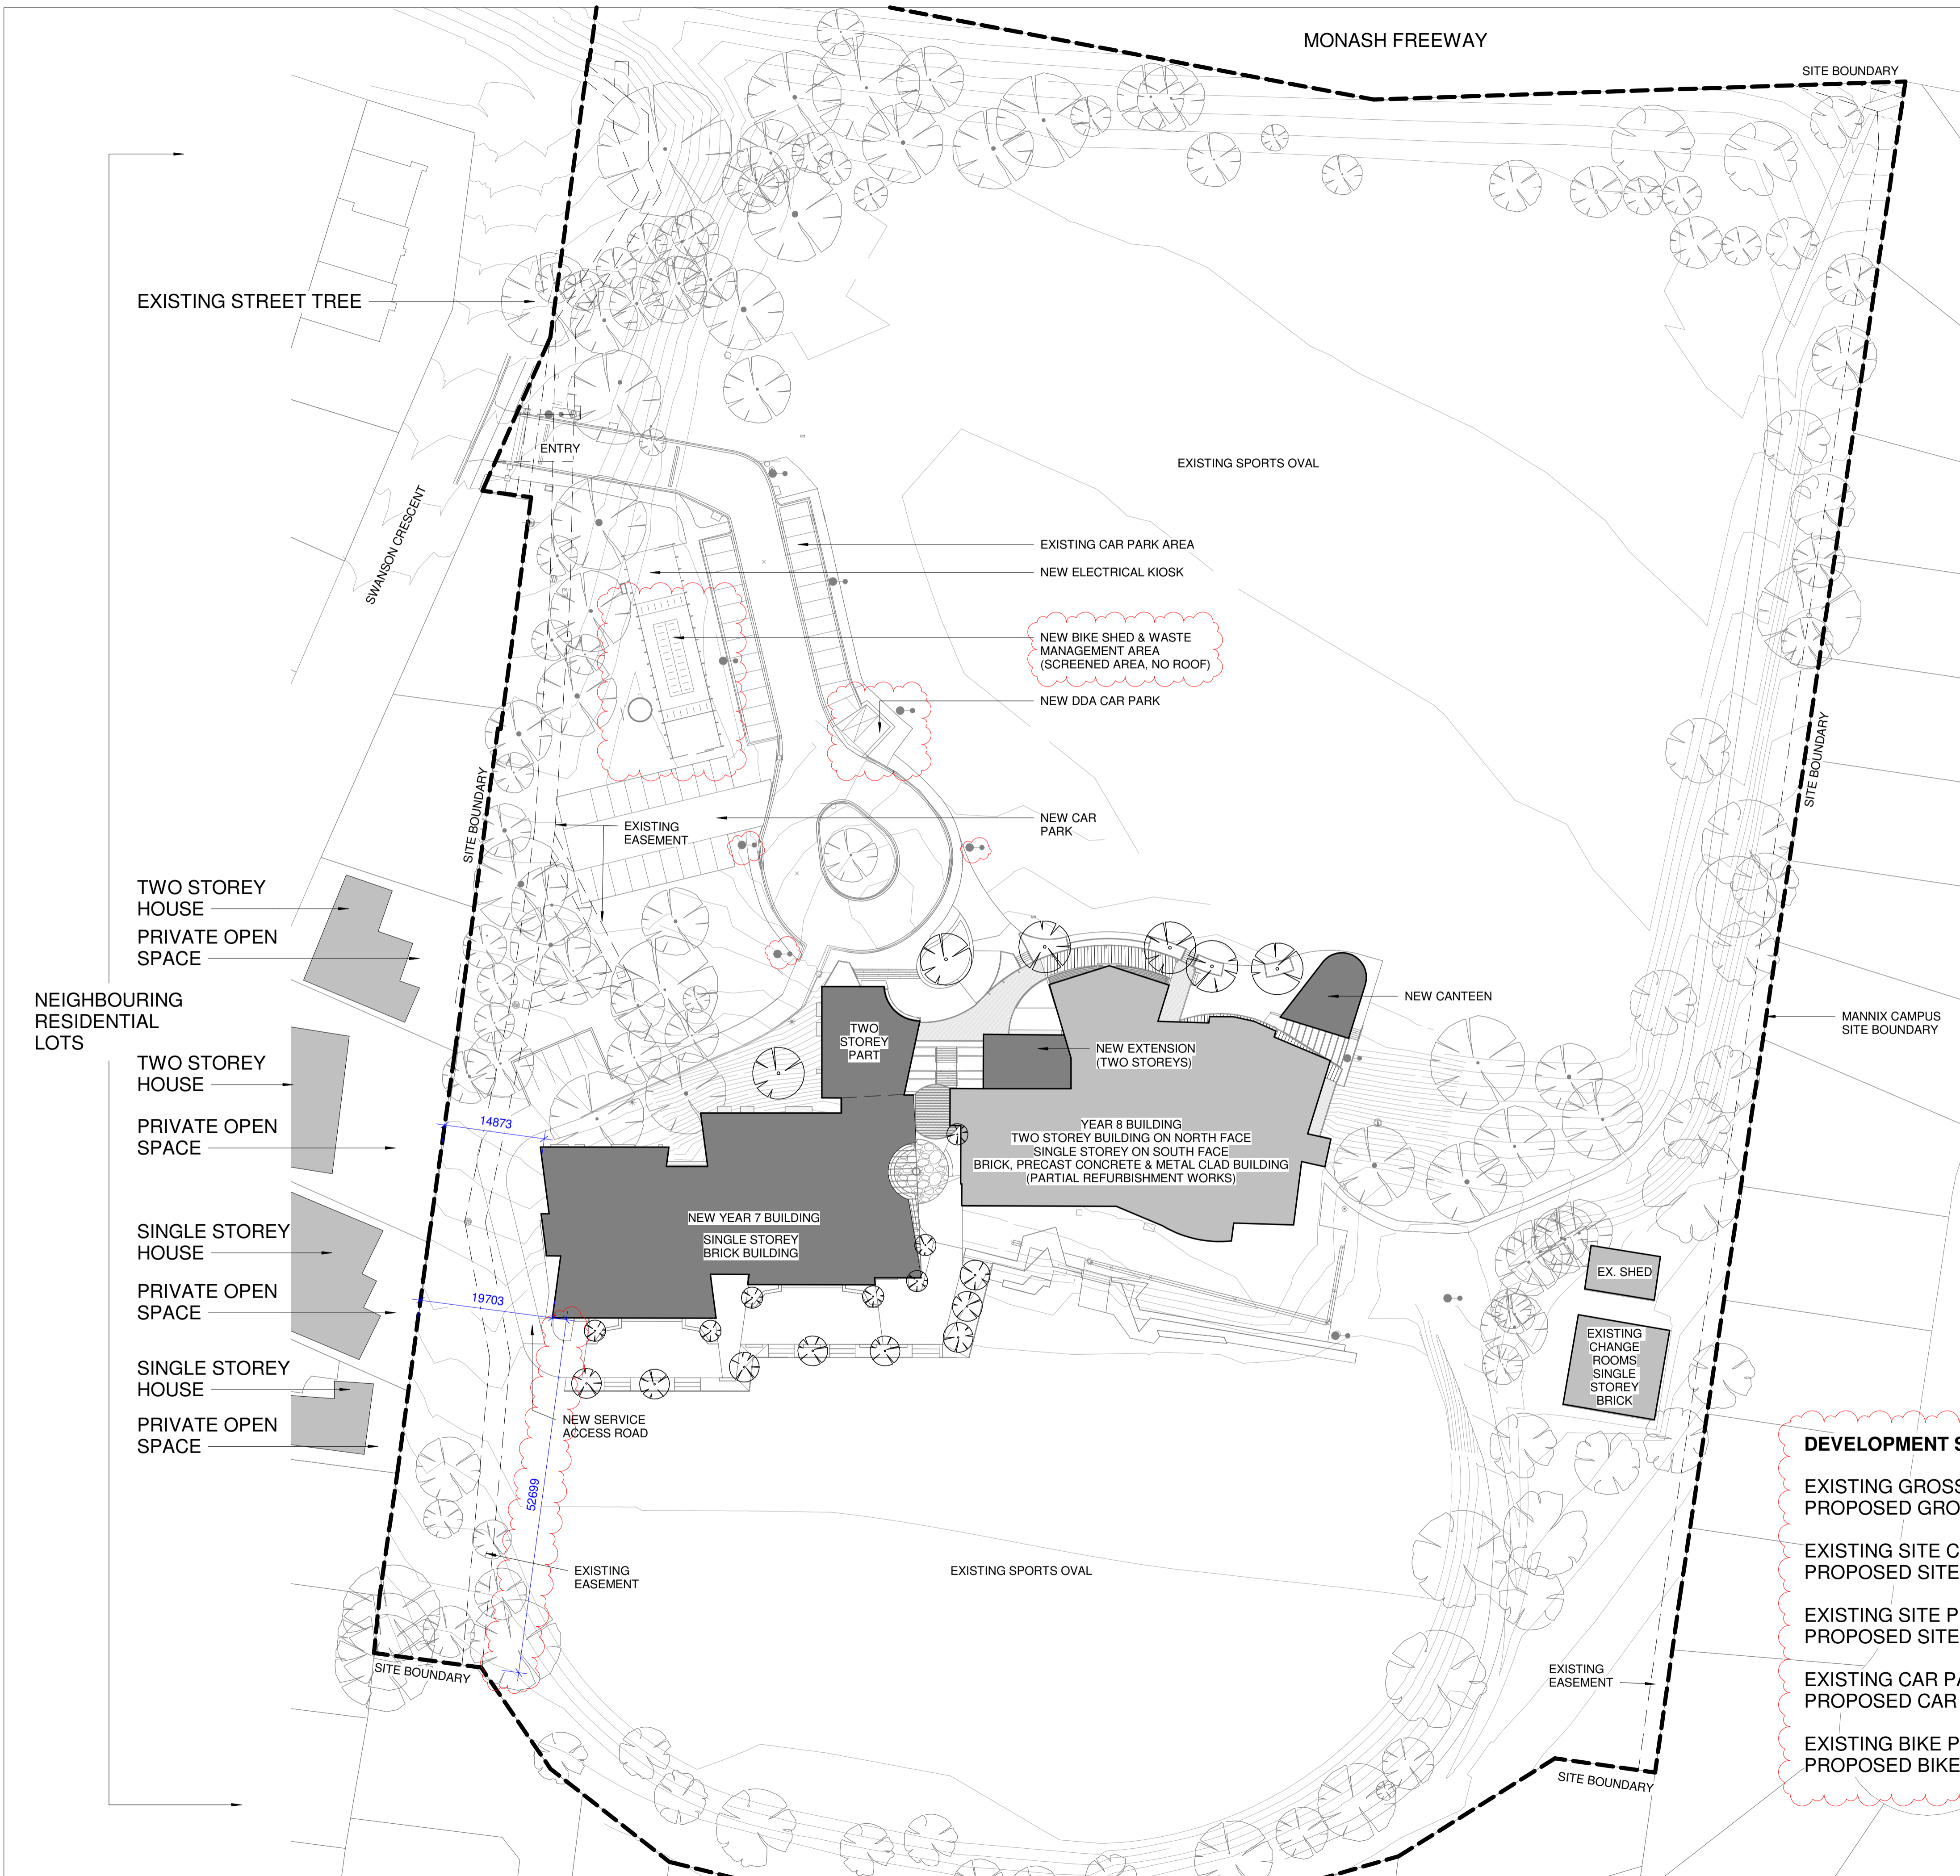 MONASH FREEWAY
SITE BOUNDARY
EXISTING STREET TREE
ENTRY
EXISTING SPORTS OVAL
SWANSON CRESCENT
EXISTING CAR PARK AREA
NEW ELECTRICAL KIOSK
NEW BIKE SHED & WASTE
MANAGEMENT AREA
(SCREENED AREA, NO ROOF)
NEW DDA CAR PARK
SITE BOUNDARY
SITE BOUNDARY
NEW CAR
PARK
EXISTING
EASEMENT
TWO STOREY
HOUSE
PRIVATE OPEN
SPACE
NEIGHBOURING
RESIDENTIAL
LOTS
TWO STOREY
HOUSE
PRIVATE OPEN
SPACE
SINGLE STOREY
HOUSE
PRIVATE OPEN
SPACE
SINGLE STOREY
HOUSE
PRIVATE OPEN
SPACE
NEW CANTEEN
MANNIX CAMPUS
SITE BOUNDARY
TWO
STOREY
PART
NEW EXTENSION
(TWO STOREYS)
14873
YEAR 8 BUILDING
TWO STOREY BUILDING ON NORTH FACE
SINGLE STOREY ON SOUTH FACE
BRICK, PRECAST CONCRETE & METAL CLAD BUILDING
(PARTIAL REFURBISHMENT WORKS)
NEW YEAR 7 BUILDING
SINGLE STOREY
BRICK BUILDING
19703
EX. SHED
EXISTING
CHANGE
ROOMS
SINGLE
STOREY
BRICK
NEW SERVICE
ACCESS ROAD
52699
EXISTING
EASEMENT
EXISTING SPORTS OVAL
SITE BOUNDARY
EXISTING
EASEMENT
SITE BOUNDARY
DEVELOPMENT S
EXISTING GROSS
PROPOSED GRO
EXISTING SITE C
PROPOSED SITE
EXISTING SITE P
PROPOSED SITE
EXISTING CAR PA
PROPOSED CAR
EXISTING BIKE P
PROPOSED BIKE